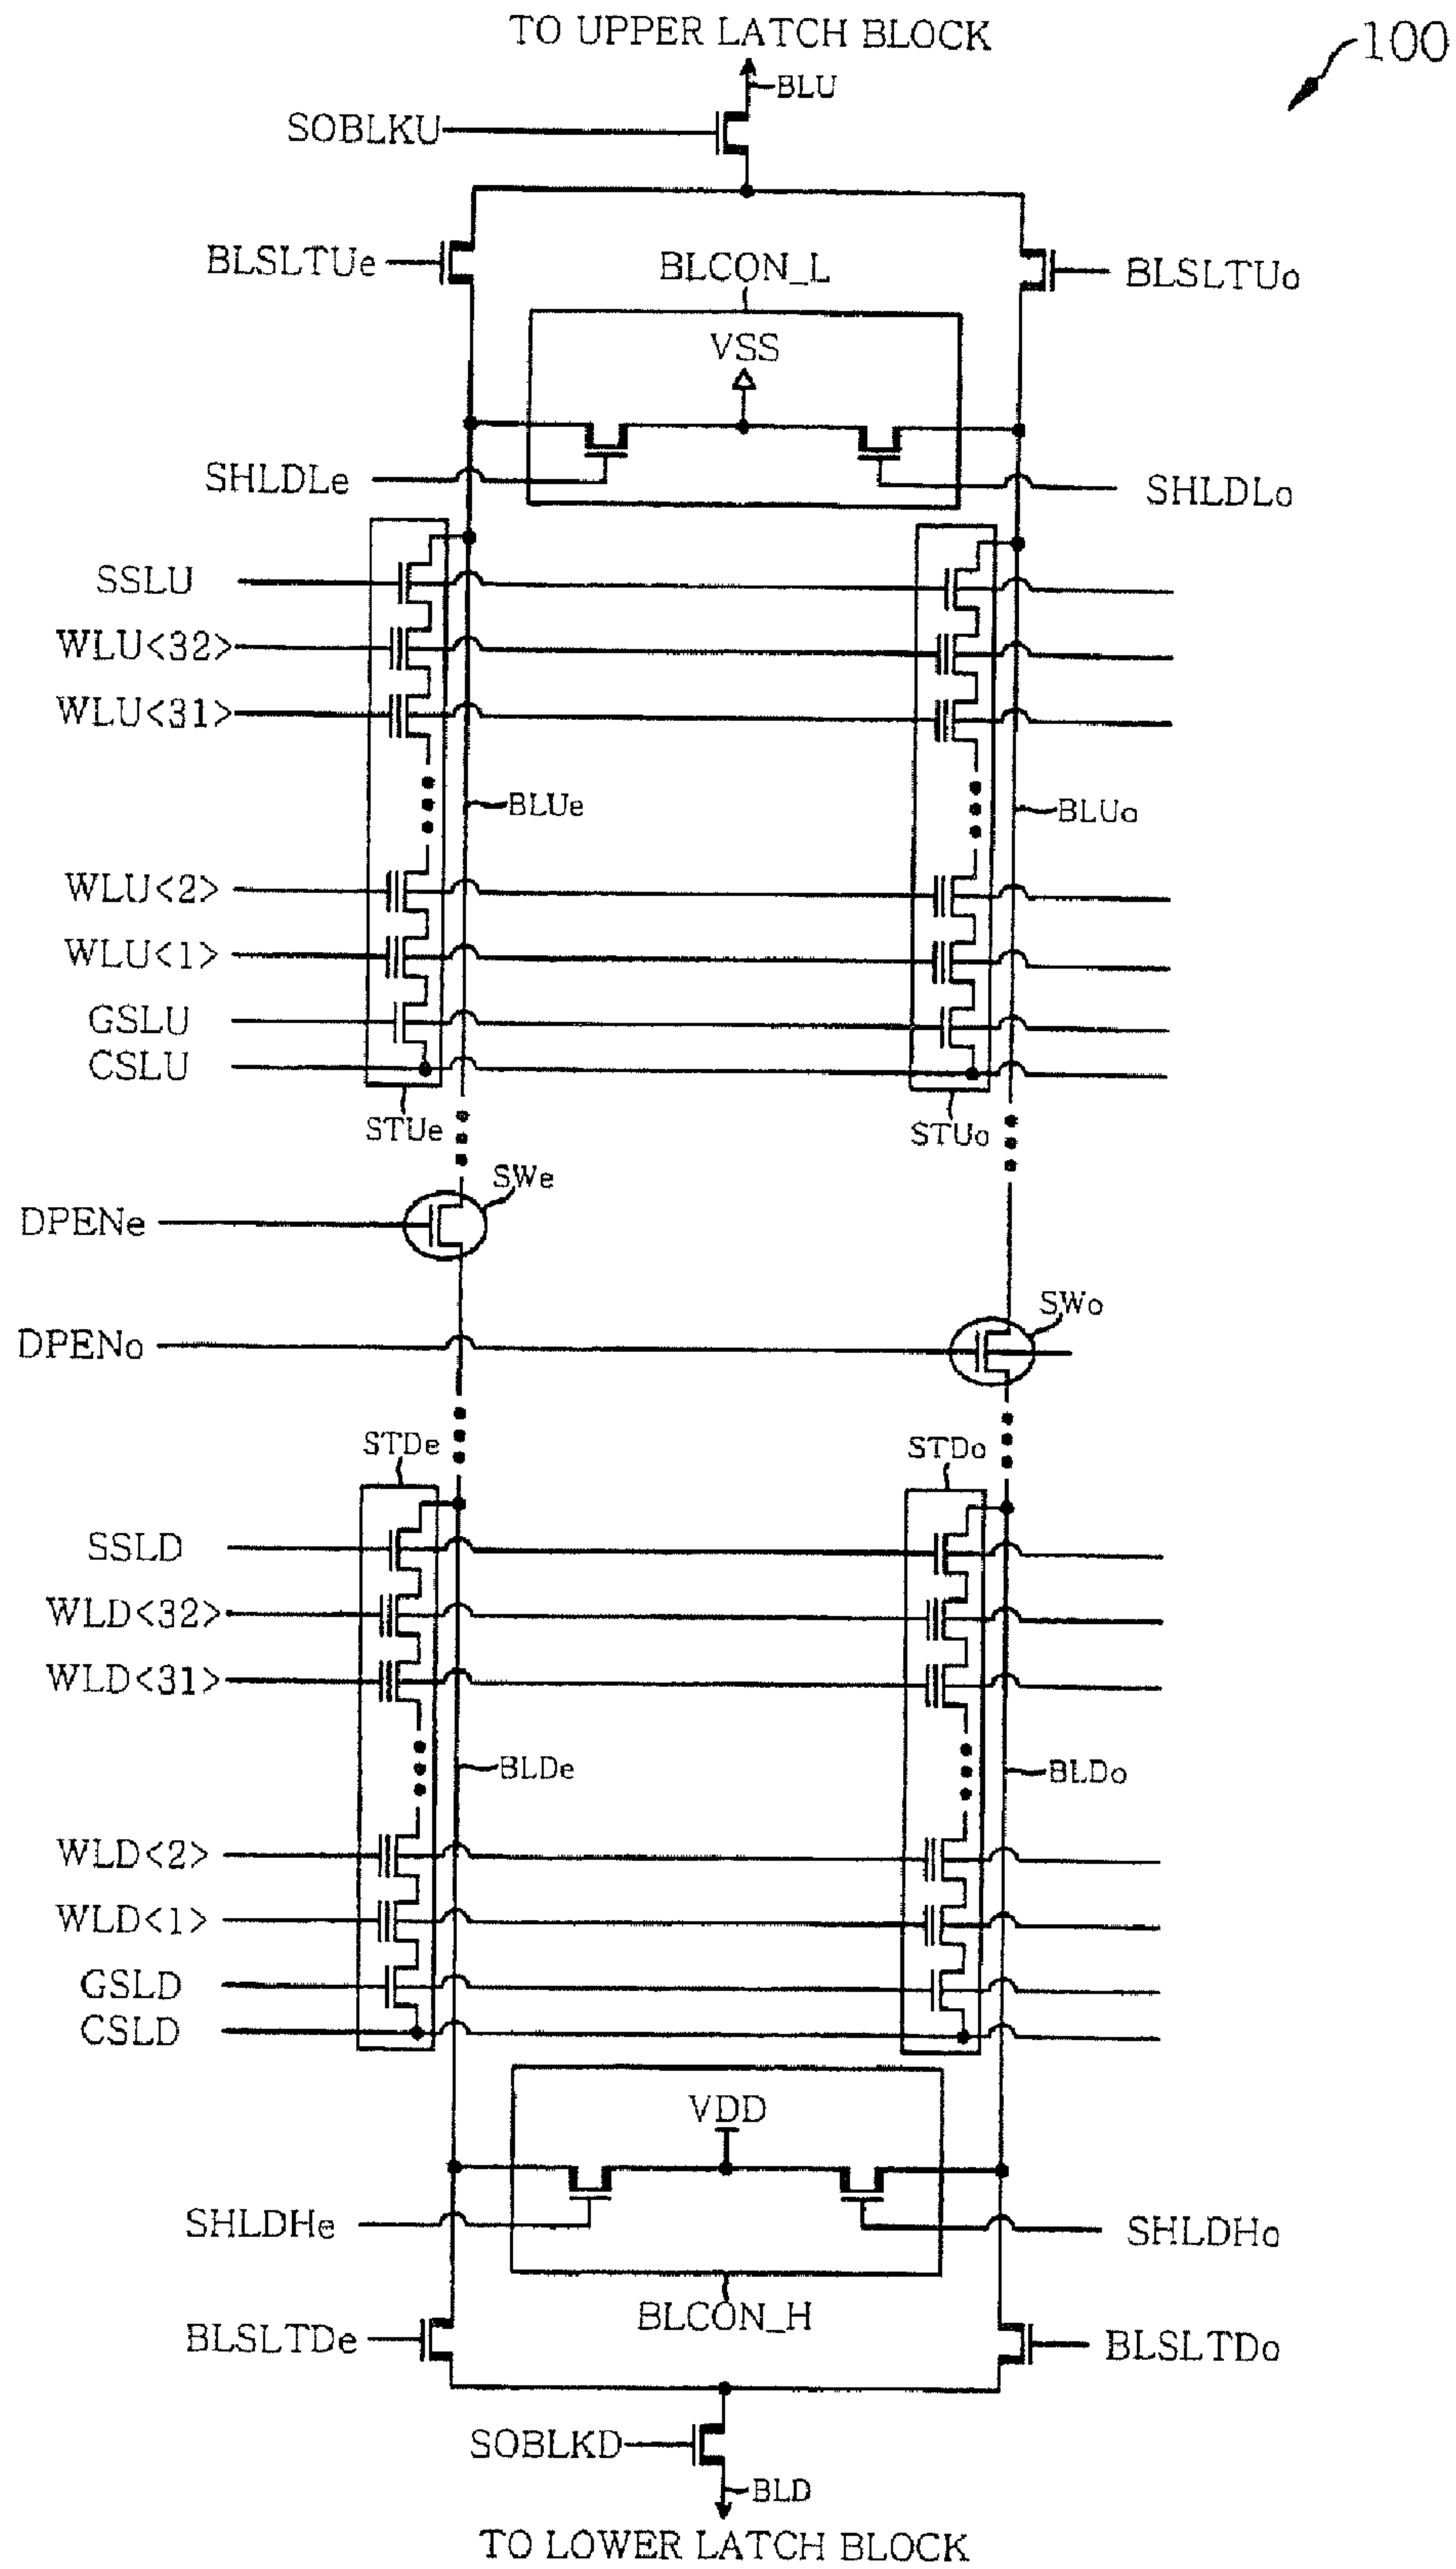 TO UPPER LATCH BLOCK
100
BLU
SOBLKU
BLSLTUe
BLCON_L
BLSLTUo
VSS
SHLDLe
SHLDLo
SSLU
WLU<32>
WLU<31>
BLUe
BLUo
WLU<2>
WLU<1>
GSLU
CSLU
STUe
STUo
SWe
DPENe
SWo
DPENo
STDe
STDo
SSLD
WLD<32>
WLD<31>
BLDe
BLDo
WLD<2>
WLD<1>
GSLD
CSLD
VDD
SHLDHe
SHLDHo
BLCON_H
BLSLTDe
BLSLTDo
SOBLKD
BLD
TO LOWER LATCH BLOCK